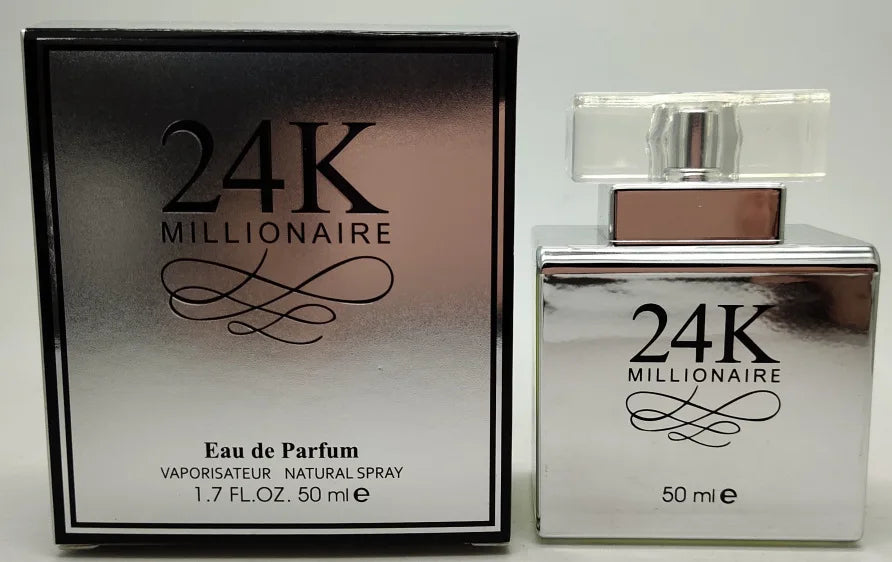 24K
MILLIONAIRE
Eau de Parfum
VAPORISATEUR NATURAL SPRAY
1.7 FL.OZ. 50 ml ℮
24K
MILLIONAIRE
50 ml ℮